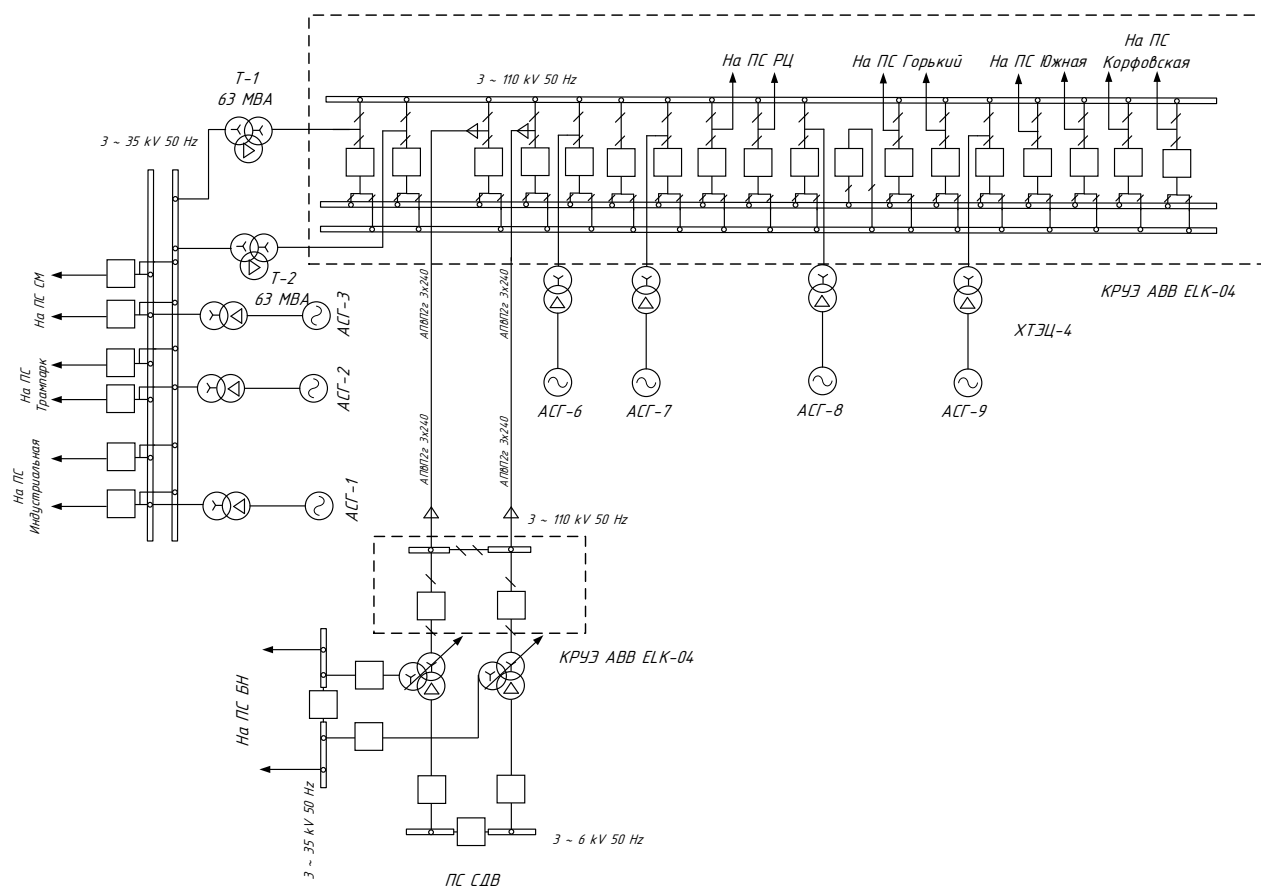 На ПС
Корфовская
На ПС РЦ
На ПС Горький
На ПС Южная
3 ~ 110 kV 50 Hz
Т-1
63 МВА
3 ~ 35 kV 50 Hz
Т-2
63 МВА
На ПС СМ
На ПС
Трампарк
На ПС
Индустриальная
АСГ-3
АСГ-2
АСГ-1
АПвП2г 3х240
АПвП2г 3х240
АПвП2г 3х240
АПвП2г 3х240
КРУЭ ABB ELK-04
ХТЭЦ-4
АСГ-6
АСГ-7
АСГ-8
АСГ-9
3 ~ 110 kV 50 Hz
КРУЭ ABB ELK-04
На ПС БН
3 ~ 35 kV 50 Hz
3 ~ 6 kV 50 Hz
ПС СДВ